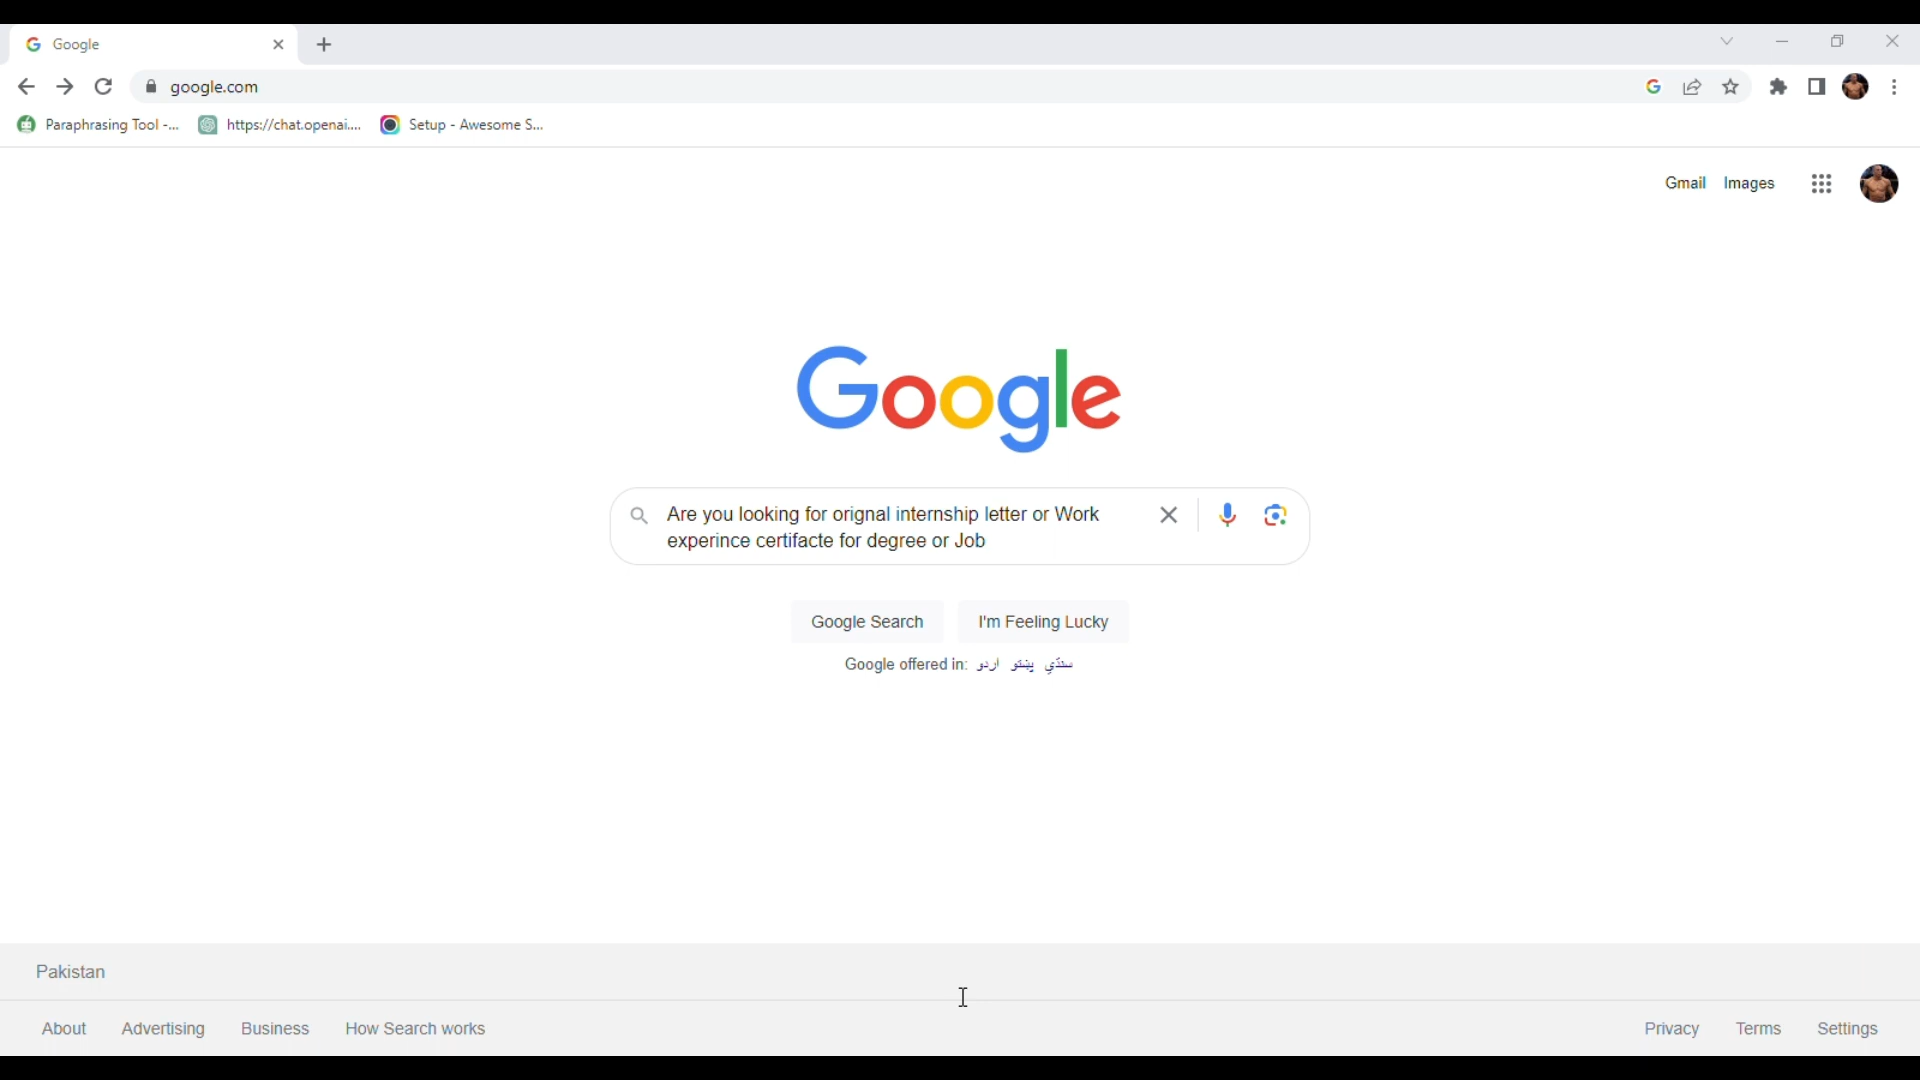 Google
google.com
Paraphrasing Tool -...
https://chat.openai....
Setup - Awesome S...
Gmail Images
Google
Are you looking for orignal internship letter or Work
experince certifacte for degree or Job
Google Search I'm Feeling Lucky
Google offered in: اردو پښتو سنڌي
Pakistan
About Advertising Business How Search works
Privacy Terms Settings